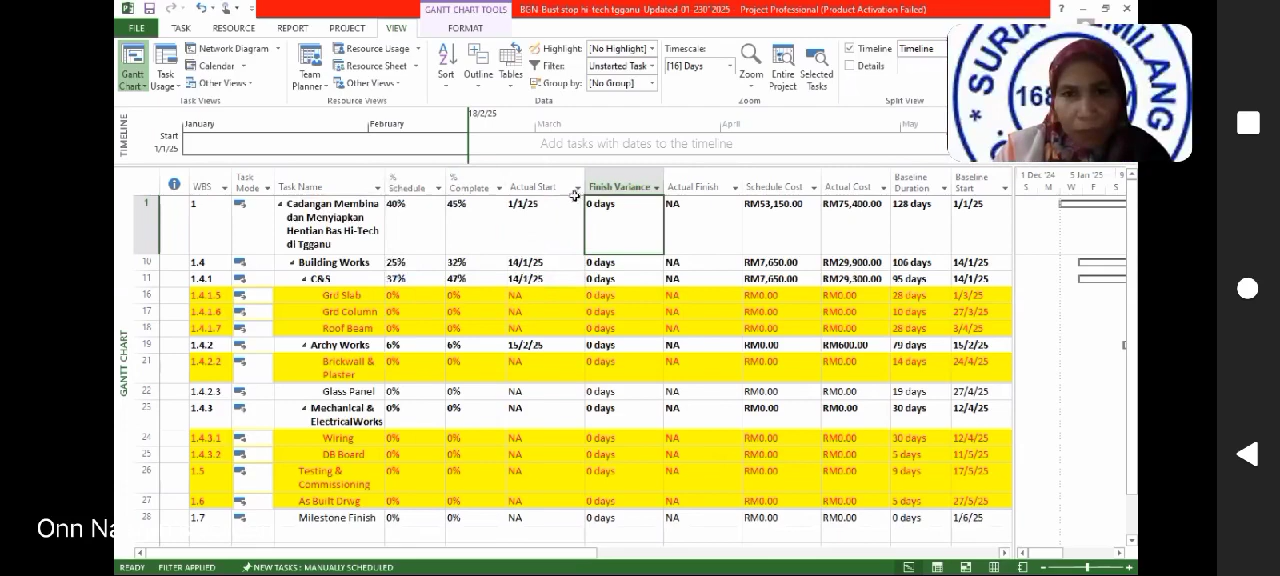 GANTT CHART TOOLS
BGN-Bust stop hi-tech tgganu-Updated-01-2301'2025 - Project Professional (Product Activation Failed)
FILE TASK RESOURCE REPORT PROJECT VIEW FORMAT
Gantt Chart
Task Usage
Network Diagram
Calendar
Other Views
Task Views
Team Planner
Resource Usage
Resource Sheet
Other Views
Resource Views
Sort
Outline
Tables
Highlight: [No Highlight]
Filter: Unstarted Task
Group by: [No Group]
Data
Timescale:
[16] Days
Zoom
Entire Project
Selected Tasks
Zoom
Timeline Timeline
Details
Split View
SURIA
168
TIMELINE
18/2/25
January February March April May
Start
1/1/25
Add tasks with dates to the timeline
WBS Task Mode Task Name % Schedule % Complete Actual Start Finish Variance Actual Finish Schedule Cost Actual Cost Baseline Duration Baseline Start
1 Dec '24 5 Jan '25 9
S M W F S
1 1 Cadangan Membina dan Menyiapkan Hentian Bas Hi-Tech di Tgganu 40% 45% 1/1/25 0 days NA RM53,150.00 RM75,400.00 128 days 1/1/25
10 1.4 Building Works 25% 32% 14/1/25 0 days NA RM7,650.00 RM29,900.00 106 days 14/1/25
11 1.4.1 C&S 37% 47% 14/1/25 0 days NA RM7,650.00 RM29,300.00 95 days 14/1/25
16 1.4.1.5 Grd Slab 0% 0% NA 0 days NA RM0.00 RM0.00 28 days 1/3/25
17 1.4.1.6 Grd Column 0% 0% NA 0 days NA RM0.00 RM0.00 10 days 27/3/25
18 1.4.1.7 Roof Beam 0% 0% NA 0 days NA RM0.00 RM0.00 28 days 3/4/25
19 1.4.2 Archy Works 6% 6% 15/2/25 0 days NA RM0.00 RM600.00 79 days 15/2/25
21 1.4.2.2 Brickwall & Plaster 0% 0% NA 0 days NA RM0.00 RM0.00 14 days 24/4/25
22 1.4.2.3 Glass Panel 0% 0% NA 0 days NA RM0.00 RM0.00 19 days 27/4/25
23 1.4.3 Mechanical & ElectricalWorks 0% 0% NA 0 days NA RM0.00 RM0.00 30 days 12/4/25
24 1.4.3.1 Wiring 0% 0% NA 0 days NA RM0.00 RM0.00 30 days 12/4/25
25 1.4.3.2 DB Board 0% 0% NA 0 days NA RM0.00 RM0.00 5 days 11/5/25
26 1.5 Testing & Commissioning 0% 0% NA 0 days NA RM0.00 RM0.00 9 days 17/5/25
27 1.6 As Built Drwg 0% 0% NA 0 days NA RM0.00 RM0.00 5 days 27/5/25
28 1.7 Milestone Finish 0% 0% NA 0 days NA RM0.00 RM0.00 0 days 1/6/25
GANTT CHART
Onn Na
READY FILTER APPLIED NEW TASKS : MANUALLY SCHEDULED